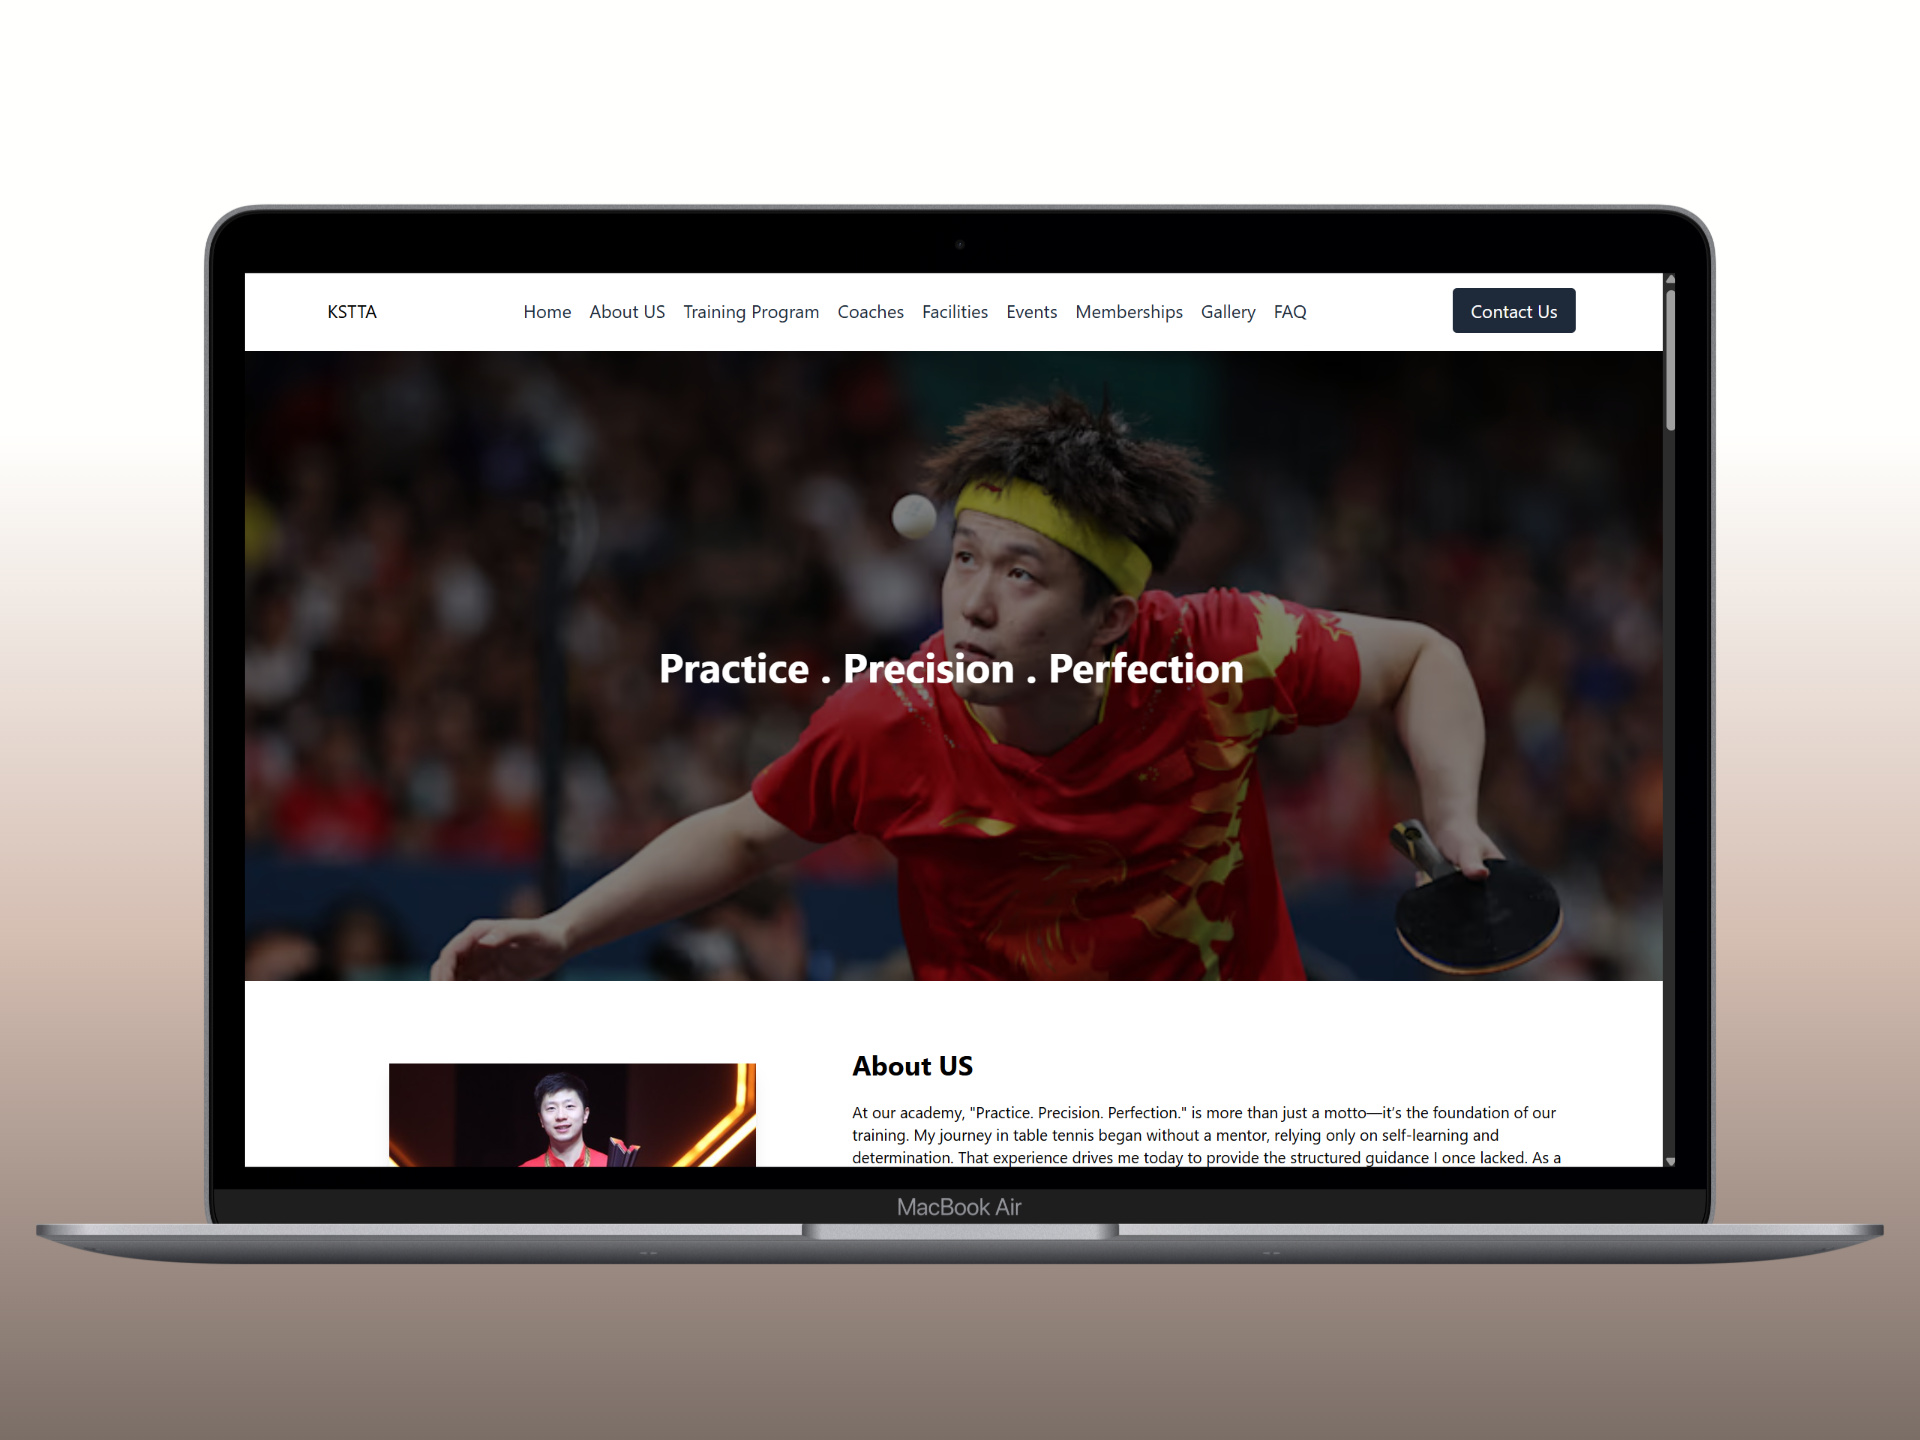 KSTTA
Home About US Training Program Coaches Facilities Events Memberships Gallery FAQ
Contact Us
Practice . Precision . Perfection
About US
At our academy, "Practice. Precision. Perfection." is more than just a motto—it’s the foundation of our
training. My journey in table tennis began without a mentor, relying only on self-learning and
determination. That experience drives me today to provide the structured guidance I once lacked. As a
MacBook Air